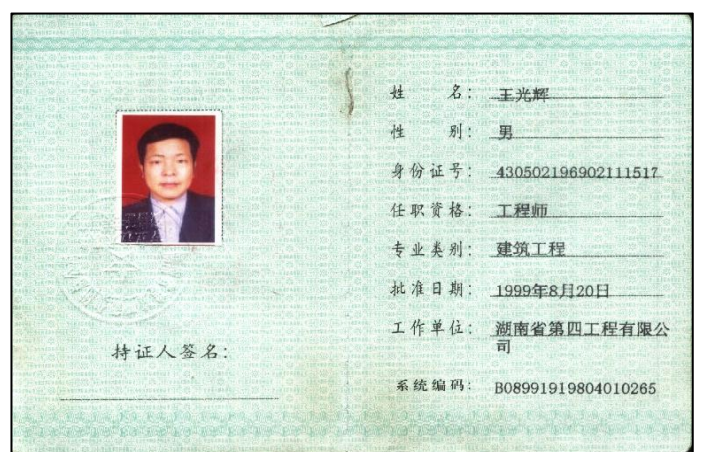 持证人签名:
姓 名: 王光辉
性 别: 男
身份证号: 430502196902111517
任职资格: 工程师
专业类别: 建筑工程
批准日期: 1999年8月20日
工作单位: 湖南省第四工程有限公
司
系统编码: B08991919804010265